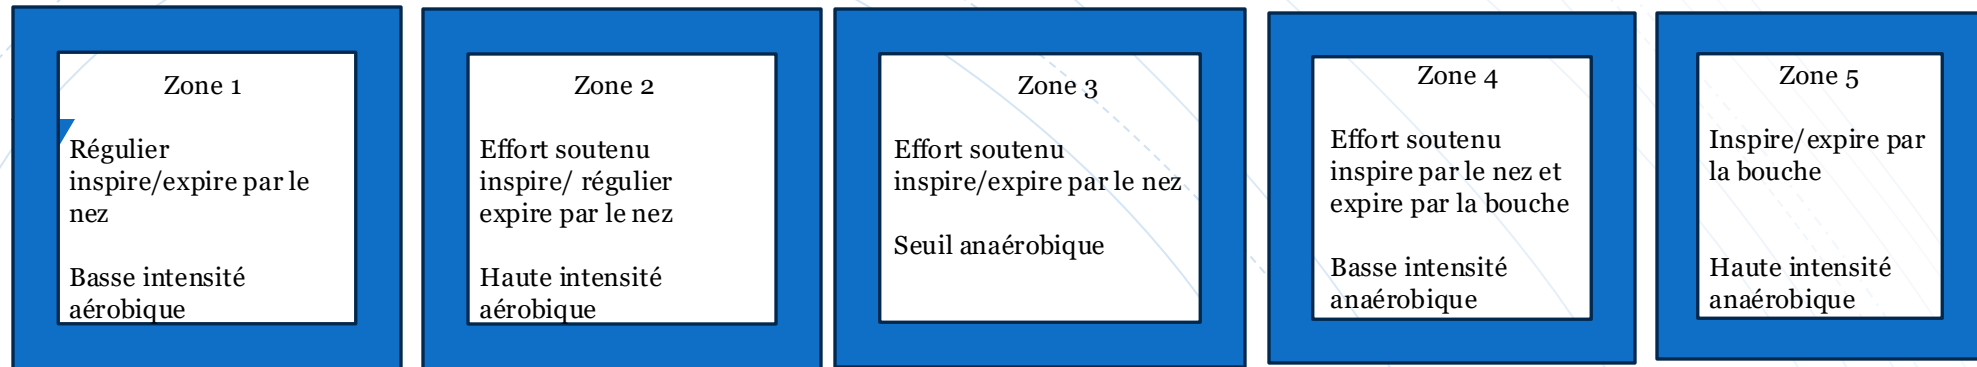 Zone 1
Régulier
inspire/expire par le
nez
Basse intensité
aérobique
Zone 2
Effort soutenu
inspire/ régulier
expire par le nez
Haute intensité
aérobique
Zone 3
Effort soutenu
inspire/expire par le nez
Seuil anaérobique
Zone 4
Effort soutenu
inspire par le nez et
expire par la bouche
Basse intensité
anaérobique
Zone 5
Inspire/expire par
la bouche
Haute intensité
anaérobique